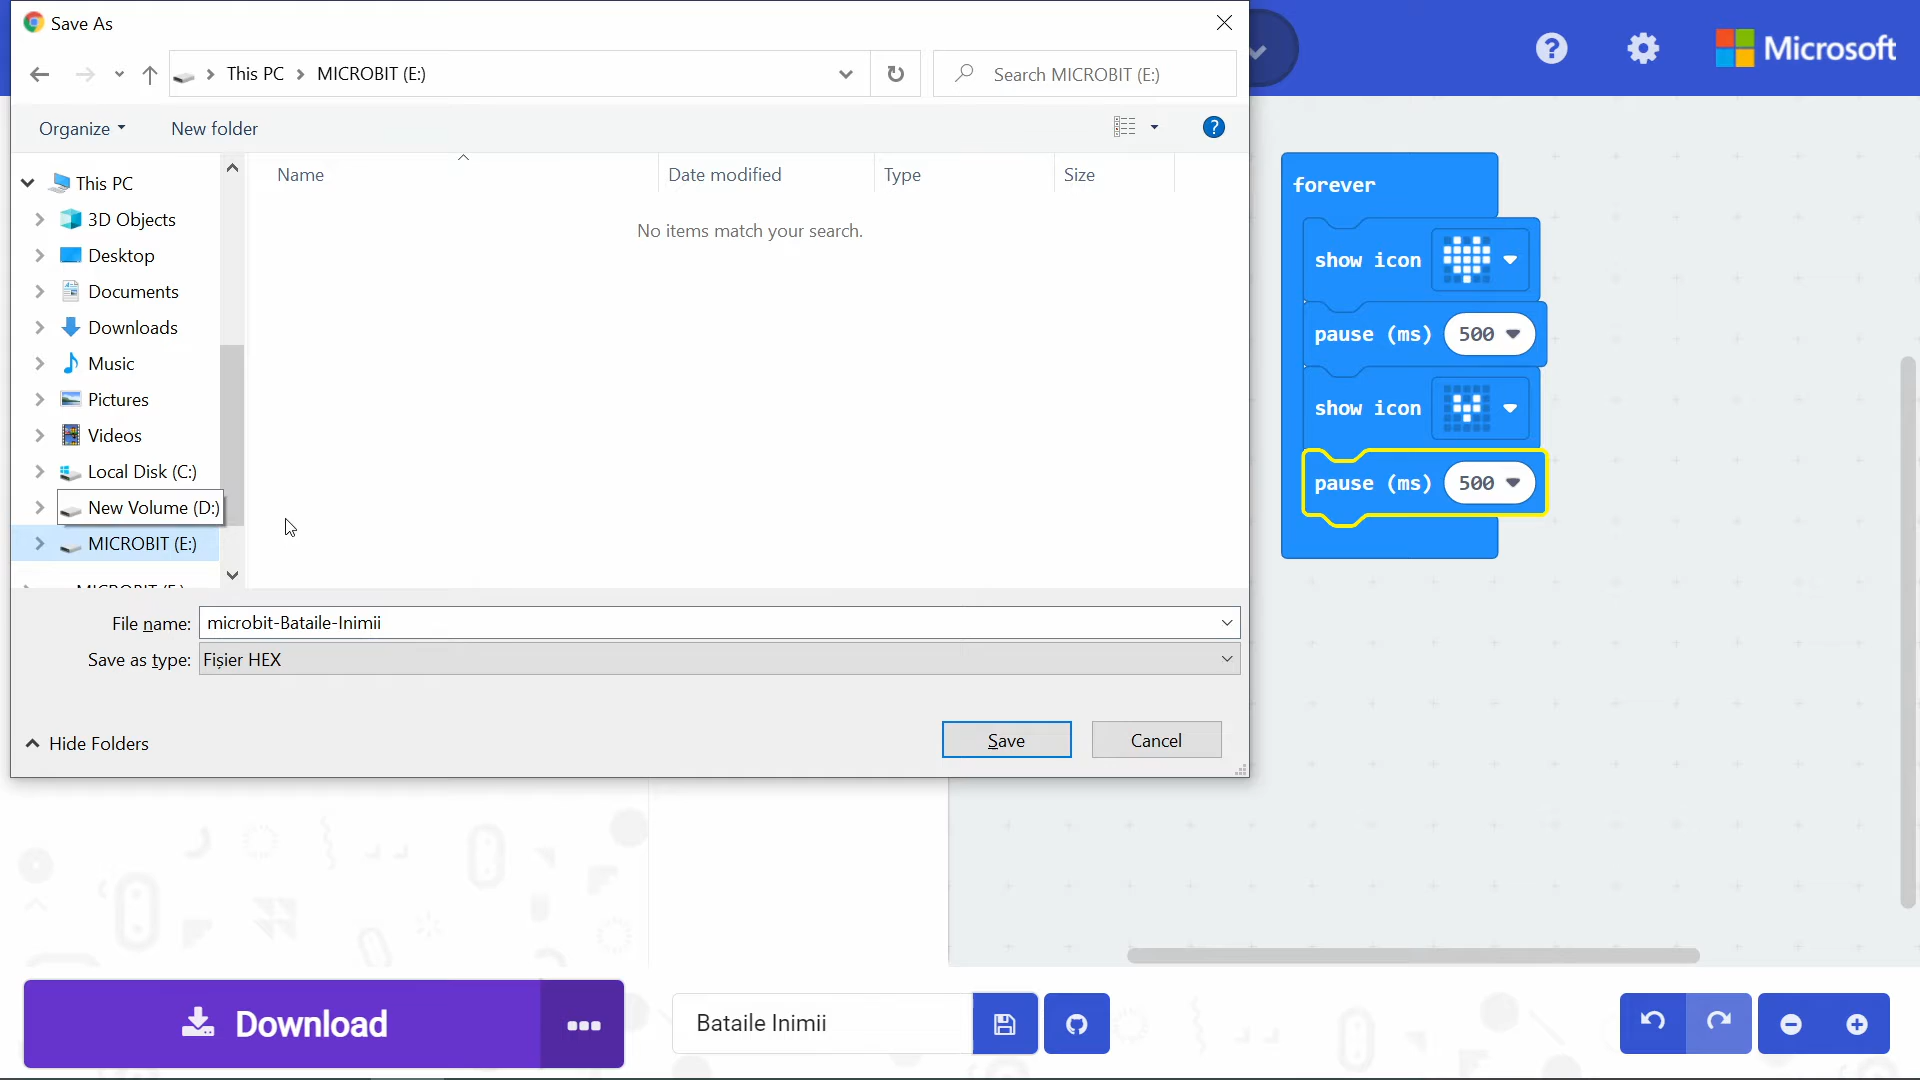 Save As
This PC
MICROBIT (E:)
Search MICROBIT (E:)
Organize
New folder
Name
Date modified
Type
Size
No items match your search.
This PC
3D Objects
Desktop
Documents
Downloads
Music
Pictures
Videos
Local Disk (C:)
New Volume (D:)
MICROBIT (E:)
MICROBIT (E:)
File name: microbit-Bataile-Inimii
Save as type: Fișier HEX
Hide Folders
Save
Cancel
Microsoft
forever
show icon
pause (ms) 500
show icon
pause (ms) 500
Download
Bataile Inimii